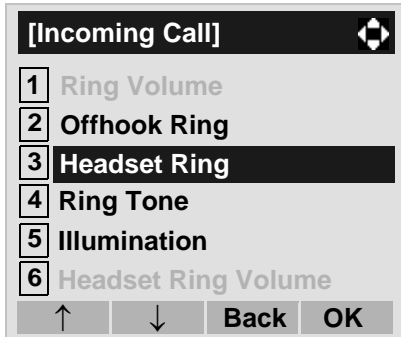 [Incoming Call]
1 Ring Volume
2 Offhook Ring
3 Headset Ring
4 Ring Tone
5 Illumination
6 Headset Ring Volume
↑ ↓ Back OK